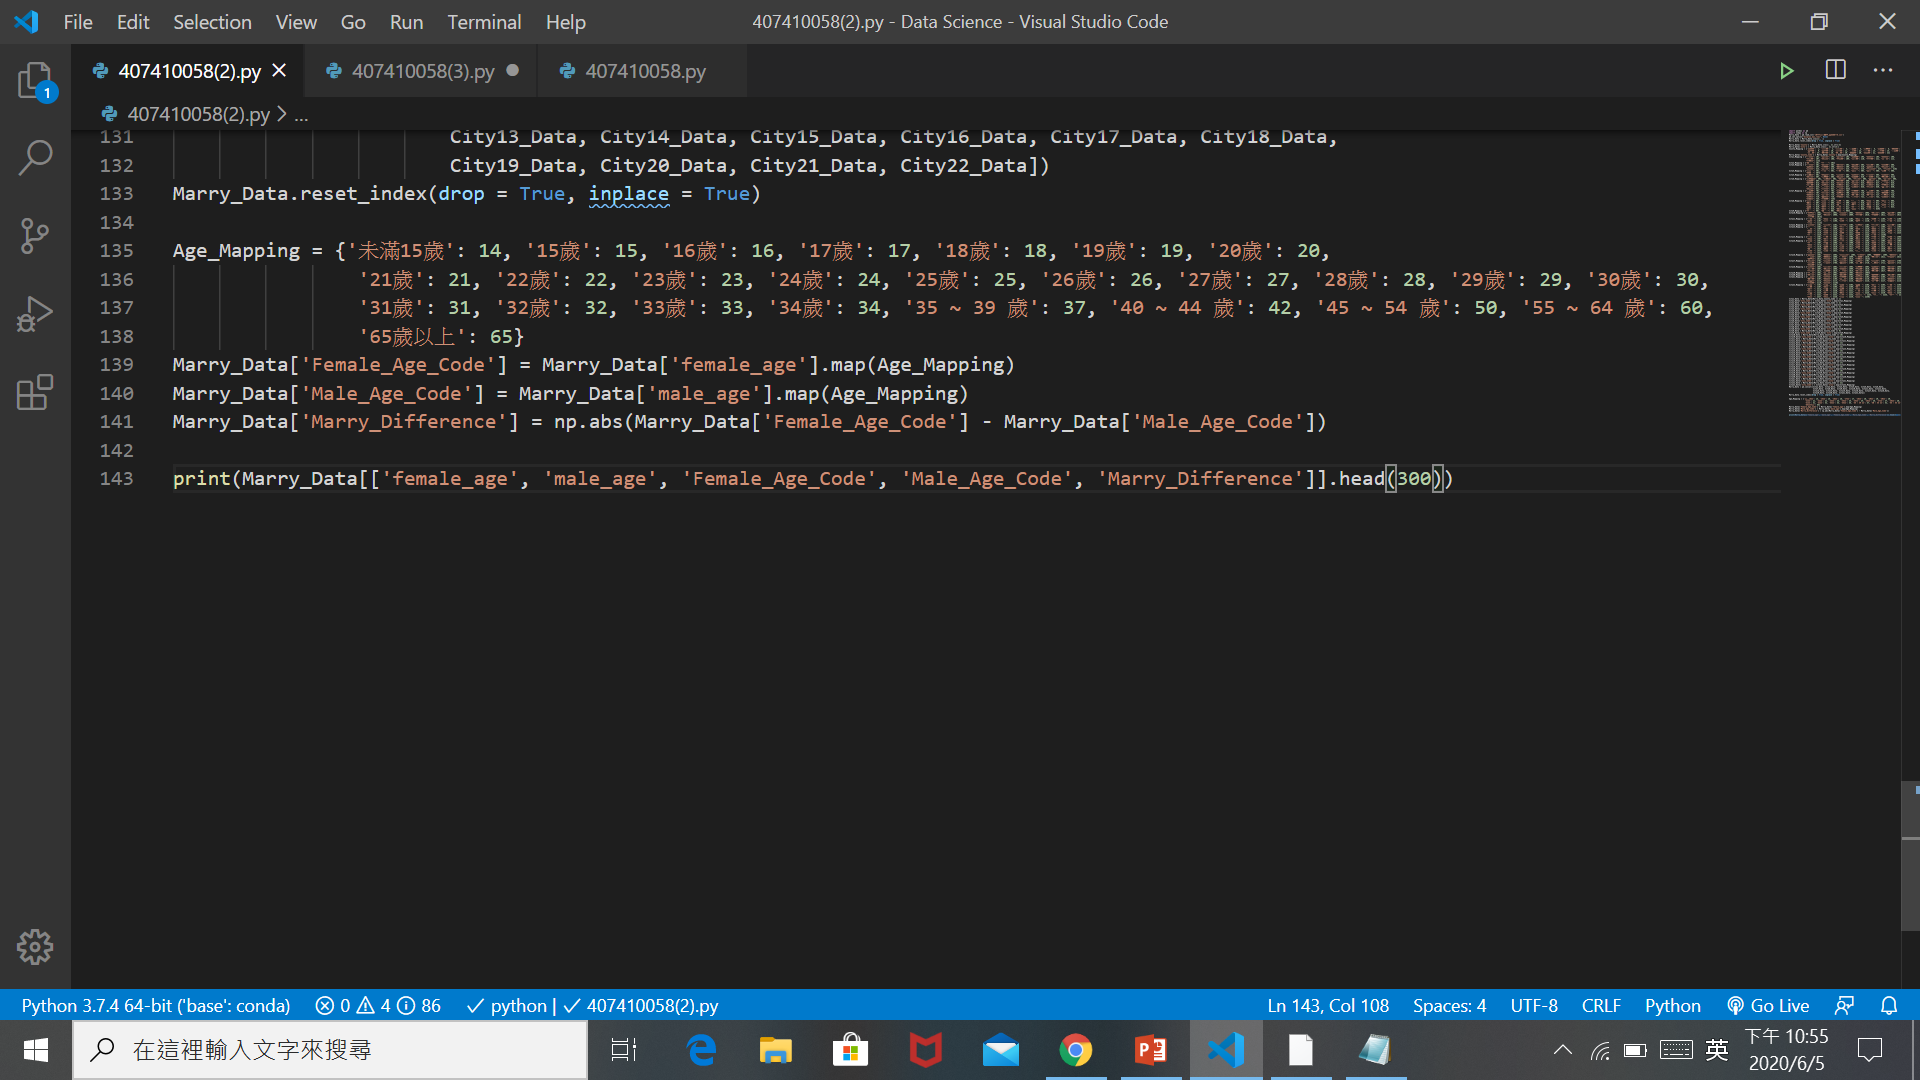 File Edit Selection View Go Run Terminal Help 407410058(2).py - Data Science - Visual Studio Code
407410058(2).py 407410058(3).py 407410058.py
1
407410058(2).py > ...
131 City13_Data, City14_Data, City15_Data, City16_Data, City17_Data, City18_Data,
132 City19_Data, City20_Data, City21_Data, City22_Data])
133 Marry_Data.reset_index(drop = True, inplace = True)
134
135 Age_Mapping = {'未滿15歲': 14, '15歲': 15, '16歲': 16, '17歲': 17, '18歲': 18, '19歲': 19, '20歲': 20,
136 '21歲': 21, '22歲': 22, '23歲': 23, '24歲': 24, '25歲': 25, '26歲': 26, '27歲': 27, '28歲': 28, '29歲': 29, '30歲': 30,
137 '31歲': 31, '32歲': 32, '33歲': 33, '34歲': 34, '35 ~ 39 歲': 37, '40 ~ 44 歲': 42, '45 ~ 54 歲': 50, '55 ~ 64 歲': 60,
138 '65歲以上': 65}
139 Marry_Data['Female_Age_Code'] = Marry_Data['female_age'].map(Age_Mapping)
140 Marry_Data['Male_Age_Code'] = Marry_Data['male_age'].map(Age_Mapping)
141 Marry_Data['Marry_Difference'] = np.abs(Marry_Data['Female_Age_Code'] - Marry_Data['Male_Age_Code'])
142
143 print(Marry_Data[['female_age', 'male_age', 'Female_Age_Code', 'Male_Age_Code', 'Marry_Difference']].head(300))
Python 3.7.4 64-bit ('base': conda) 0 4 86 python | 407410058(2).py Ln 143, Col 108 Spaces: 4 UTF-8 CRLF Python Go Live
在這裡輸入文字來搜尋 英 下午 10:55
2020/6/5